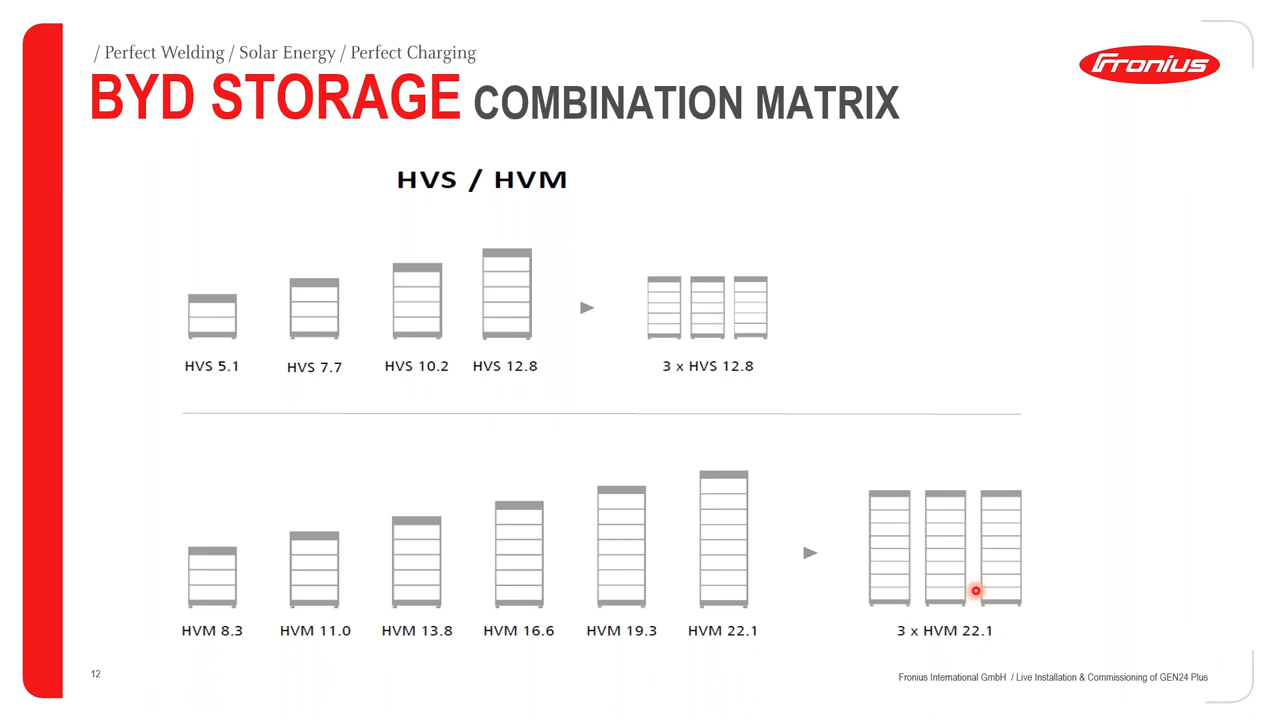 / Perfect Welding / Solar Energy / Perfect Charging
Fronius
BYD STORAGE COMBINATION MATRIX
HVS / HVM
HVS 5.1 HVS 7.7 HVS 10.2 HVS 12.8 3 x HVS 12.8
HVM 8.3 HVM 11.0 HVM 13.8 HVM 16.6 HVM 19.3 HVM 22.1 3 x HVM 22.1
12
Fronius International GmbH / Live Installation & Commissioning of GEN24 Plus